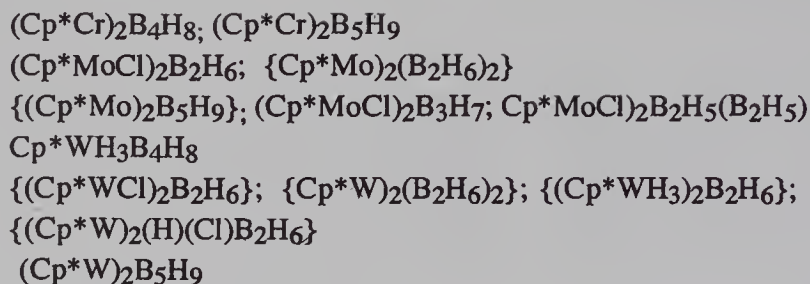 (Cp*Cr)2B4H8; (Cp*Cr)2B5H9
(Cp*MoCl)2B2H6; {Cp*Mo)2(B2H6)2}
{(Cp*Mo)2B5H9}; (Cp*MoCl)2B3H7; Cp*MoCl)2B2H5(B2H5)
Cp*WH3B4H8
{(Cp*WCl)2B2H6}; {Cp*W)2(B2H6)2}; {(Cp*WH3)2B2H6};
{(Cp*W)2(H)(Cl)B2H6}
(Cp*W)2B5H9